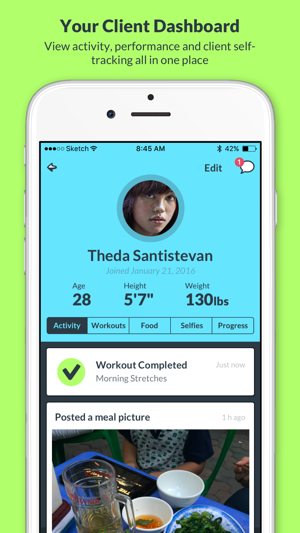 Your Client Dashboard
View activity, performance and client self-
tracking all in one place
Sketch 8:45 AM 42%
Edit 1
Theda Santistevan
Joined January 21, 2016
Age Height Weight
28 5'7" 130lbs
Activity Workouts Food Selfies Progress
Workout Completed Just now
Morning Stretches
Posted a meal picture 1 h ago